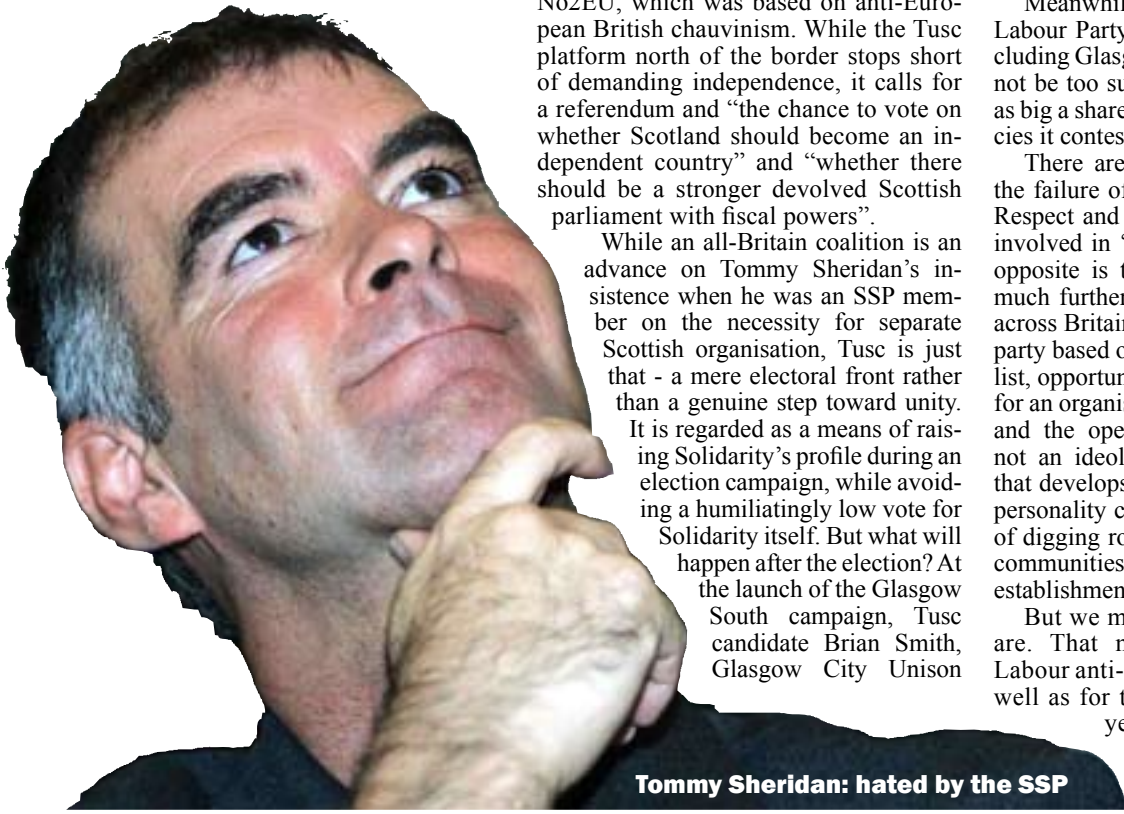 No2EU, which was based on anti-Euro-
pean British chauvinism. While the Tusc
platform north of the border stops short
of demanding independence, it calls for
a referendum and “the chance to vote on
whether Scotland should become an in-
dependent country” and “whether there
should be a stronger devolved Scottish
parliament with fiscal powers”.
While an all-Britain coalition is an
advance on Tommy Sheridan’s in-
sistence when he was an SSP mem-
ber on the necessity for separate
Scottish organisation, Tusc is just
that - a mere electoral front rather
than a genuine step toward unity.
It is regarded as a means of rais-
ing Solidarity’s profile during an
election campaign, while avoid-
ing a humiliatingly low vote for
Solidarity itself. But what will
happen after the election? At
the launch of the Glasgow
South campaign, Tusc
candidate Brian Smith,
Glasgow City Unison
Meanwhil
Labour Party
cluding Glasg
not be too su
as big a share
cies it contes
There are
the failure of
Respect and
involved in ‘
opposite is t
much further
across Britain
party based o
list, opportun
for an organis
and the ope
not an ideol
that develops
personality c
of digging ro
communities
establishmen
But we m
are. That m
Labour anti-
well as for t
ye
Tommy Sheridan: hated by the SSP